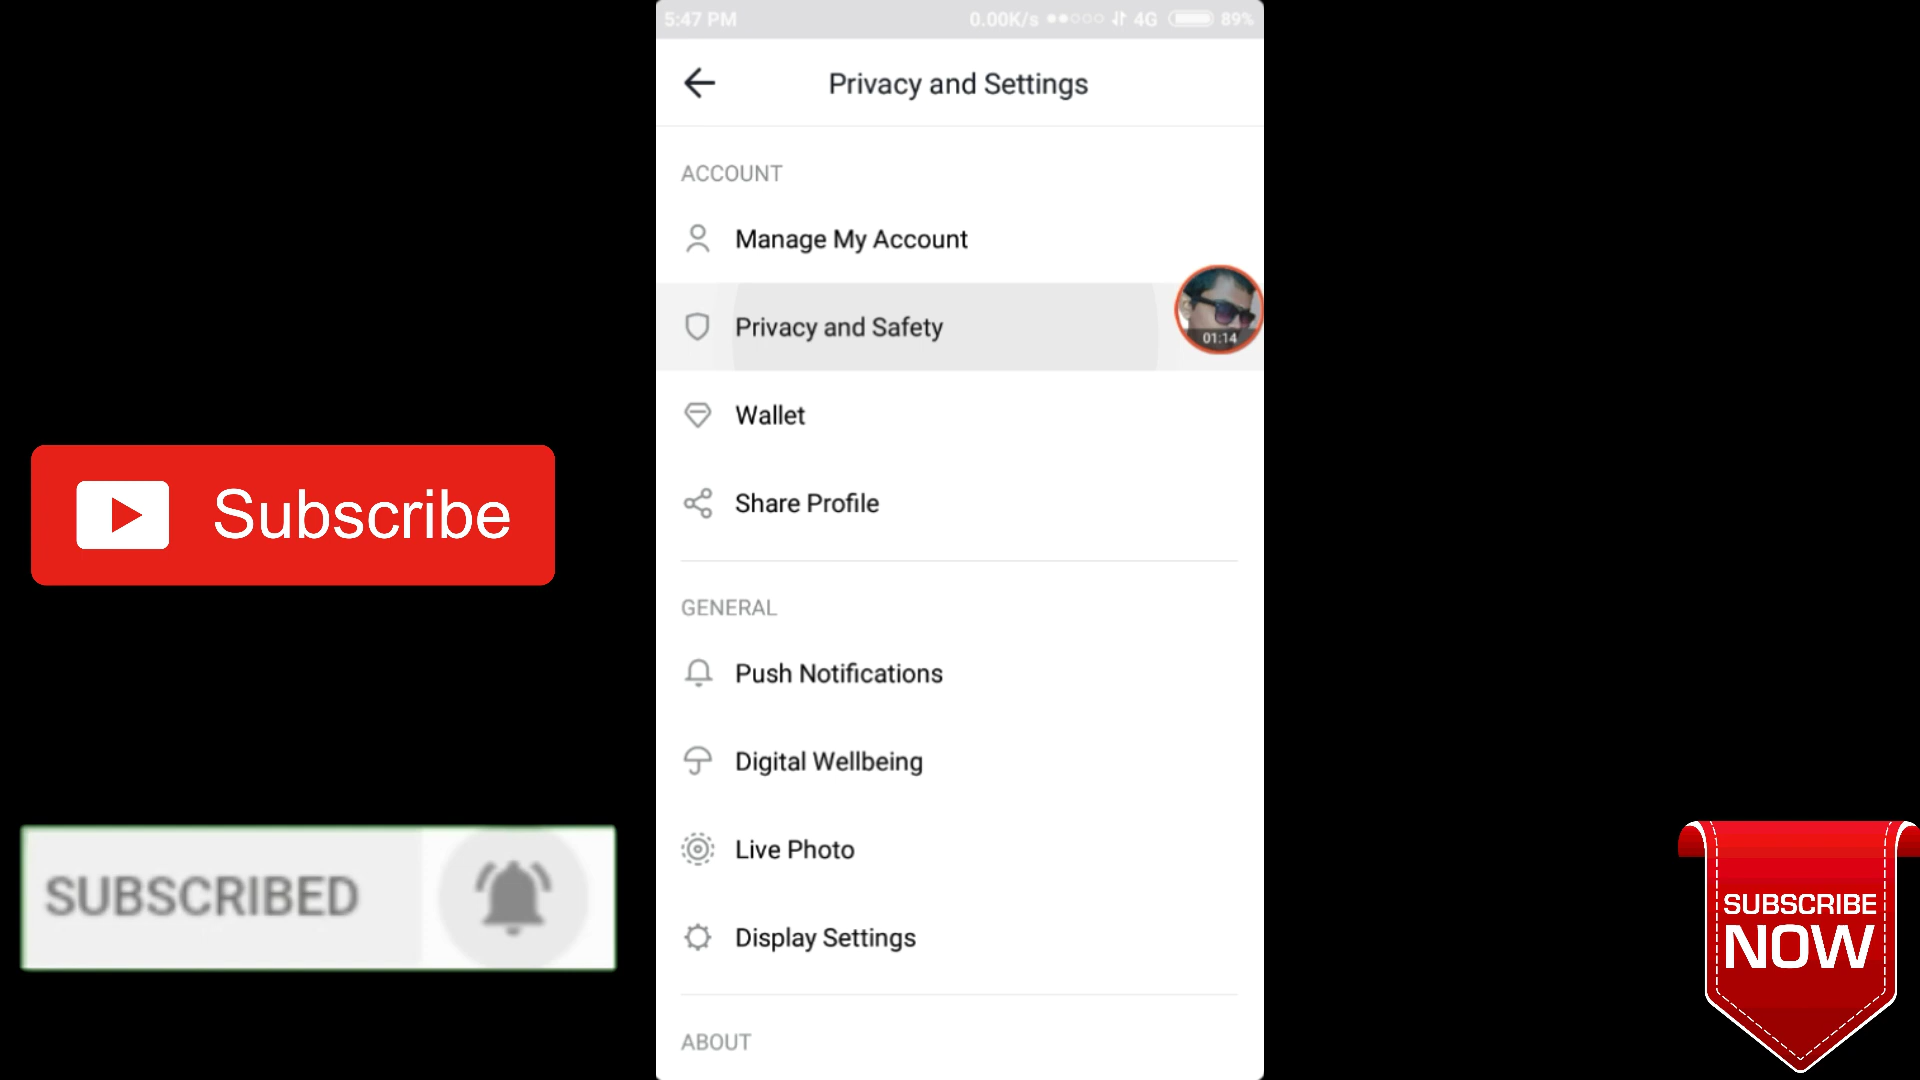 5:47 PM 0.00K/s 4G 89%
Privacy and Settings
ACCOUNT
Manage My Account
Privacy and Safety
01:14
Wallet
Share Profile
Subscribe
GENERAL
Push Notifications
Digital Wellbeing
Live Photo
Display Settings
SUBSCRIBED
SUBSCRIBE
NOW
ABOUT